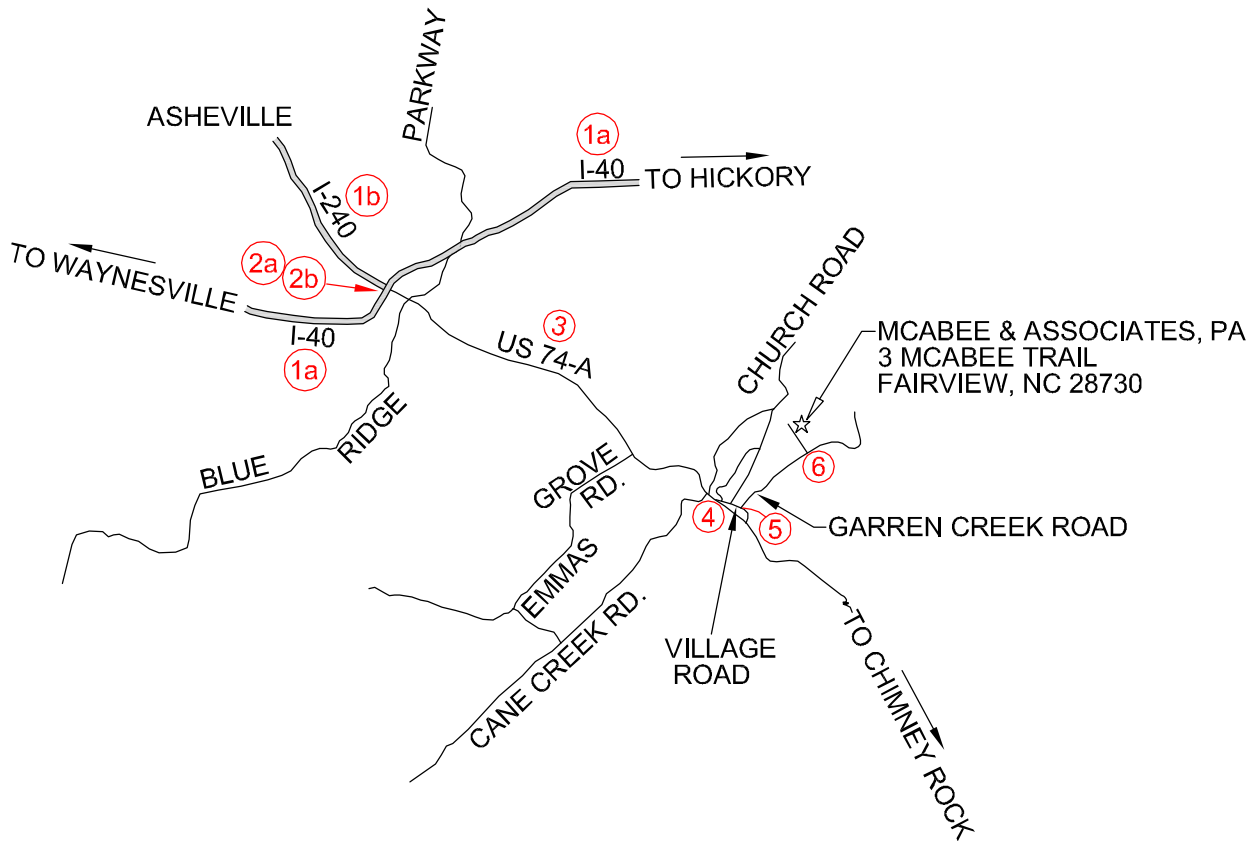 PARKWAY
ASHEVILLE
1a
I-40
TO HICKORY
1b
I-240
TO WAYNESVILLE
2a
2b
I-40
1a
3
US 74-A
CHURCH ROAD
MCABEE & ASSOCIATES, PA
3 MCABEE TRAIL
FAIRVIEW, NC 28730
BLUE
RIDGE
GROVE
RD.
6
4
5
GARREN CREEK ROAD
EMMAS
CANE CREEK RD.
VILLAGE
ROAD
TO CHIMNEY ROCK